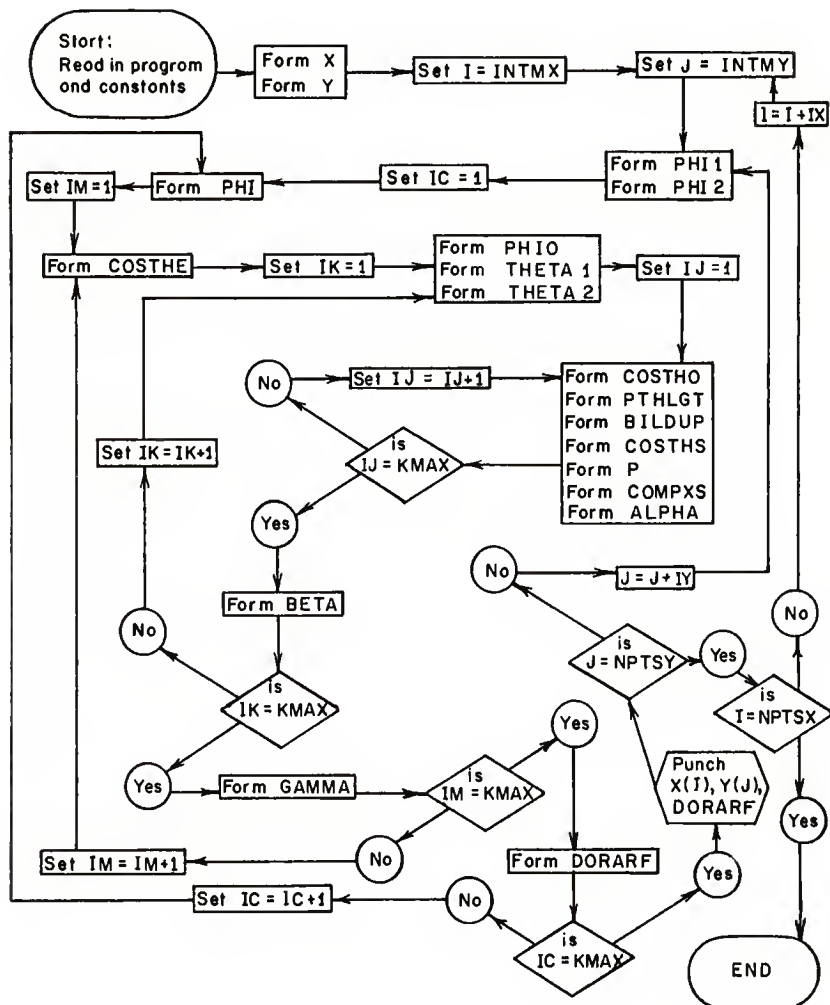 Start:
Read in program
and constants
Form X
Form Y
Set I = INTMX
Set J = INTMY
I = I + IX
Form PHI 1
Form PHI 2
Set IC = 1
Form PHI
Set IM = 1
Form COSTHE
Set IK = 1
Form PHIO
Form THETA 1
Form THETA 2
Set IJ = 1
No
Set IJ = IJ+1
Form COSTHO
Form PTHLGT
Form BILDUP
Form COSTHS
Form P
Form COMPXS
Form ALPHA
is
IJ = KMAX
Set IK = IK+1
Yes
No
J = J + IY
Form BETA
No
No
is
J = NPTSY
Yes
is
I = NPTSX
is
IK = KMAX
Yes
Yes
Form GAMMA
is
IM = KMAX
Punch
X(I), Y(J),
DORARF
Yes
No
Set IM = IM+1
Form DORARF
Yes
Set IC = IC+1
No
is
IC = KMAX
END